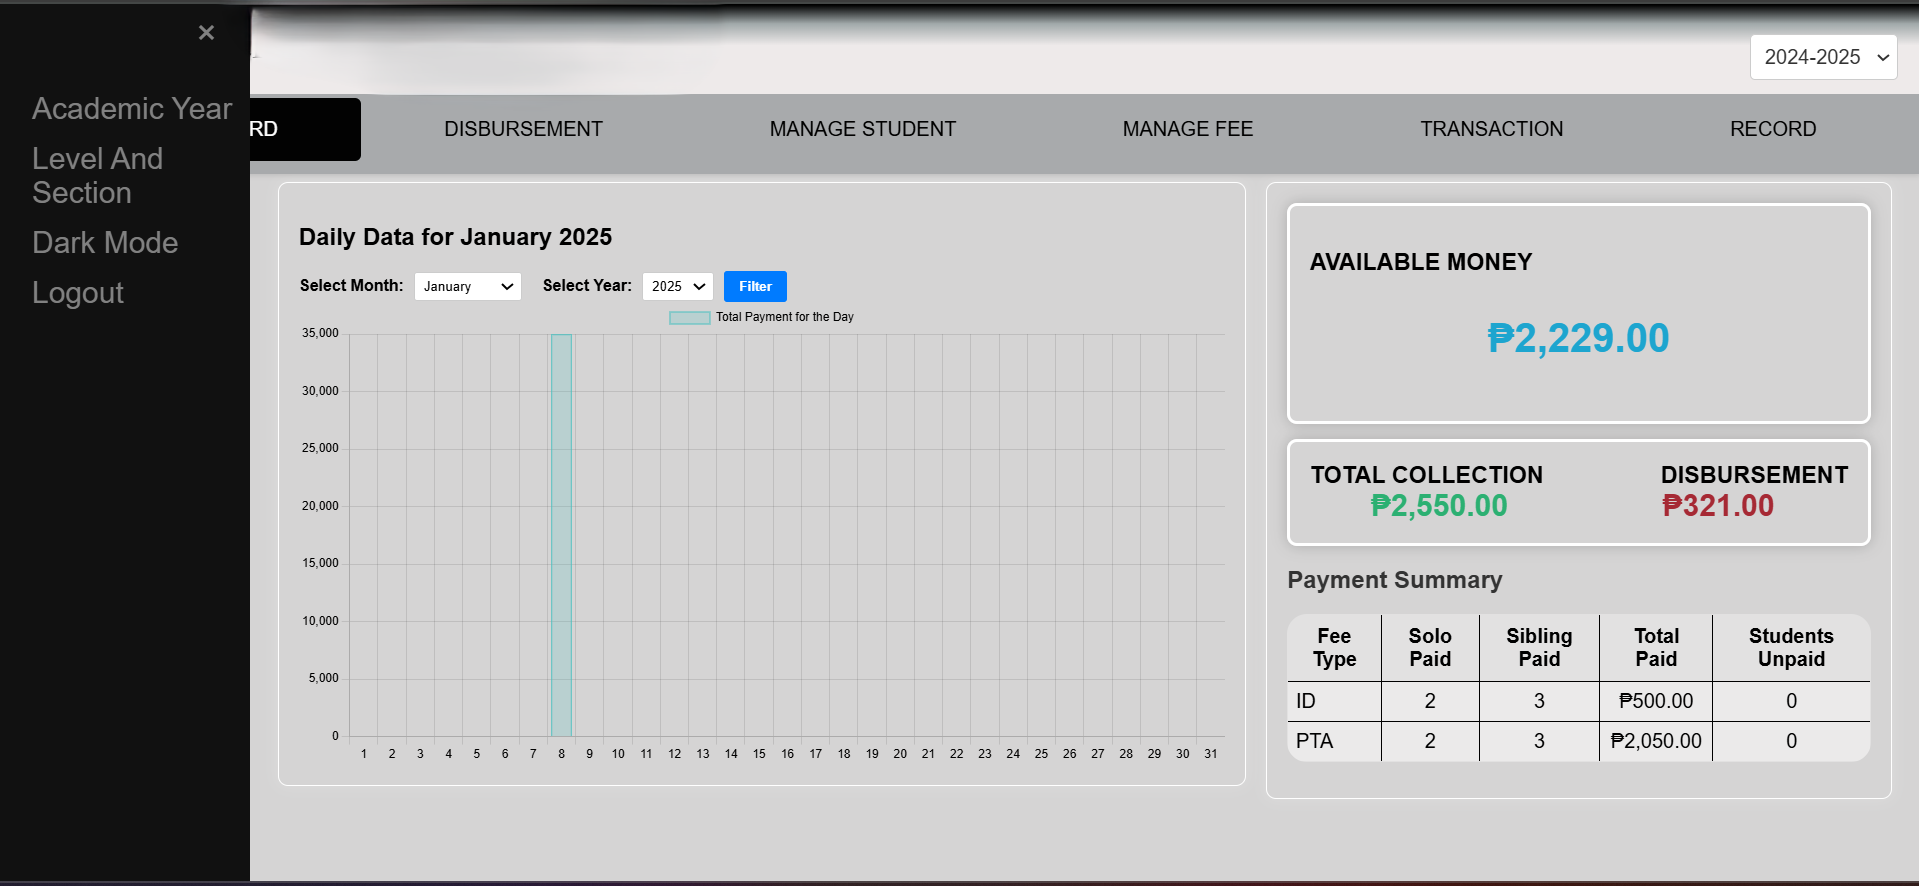 ×
2024-2025
Academic Year
Level And
Section
Dark Mode
Logout
RD
DISBURSEMENT
MANAGE STUDENT
MANAGE FEE
TRANSACTION
RECORD
Daily Data for January 2025
Select Month: January Select Year: 2025 Filter
Total Payment for the Day
35,000
30,000
25,000
20,000
15,000
10,000
5,000
0
1 2 3 4 5 6 7 8 9 10 11 12 13 14 15 16 17 18 19 20 21 22 23 24 25 26 27 28 29 30 31
AVAILABLE MONEY
₱2,229.00
TOTAL COLLECTION
₱2,550.00
DISBURSEMENT
₱321.00
Payment Summary
Fee Type Solo Paid Sibling Paid Total Paid Students Unpaid
ID 2 3 ₱500.00 0
PTA 2 3 ₱2,050.00 0